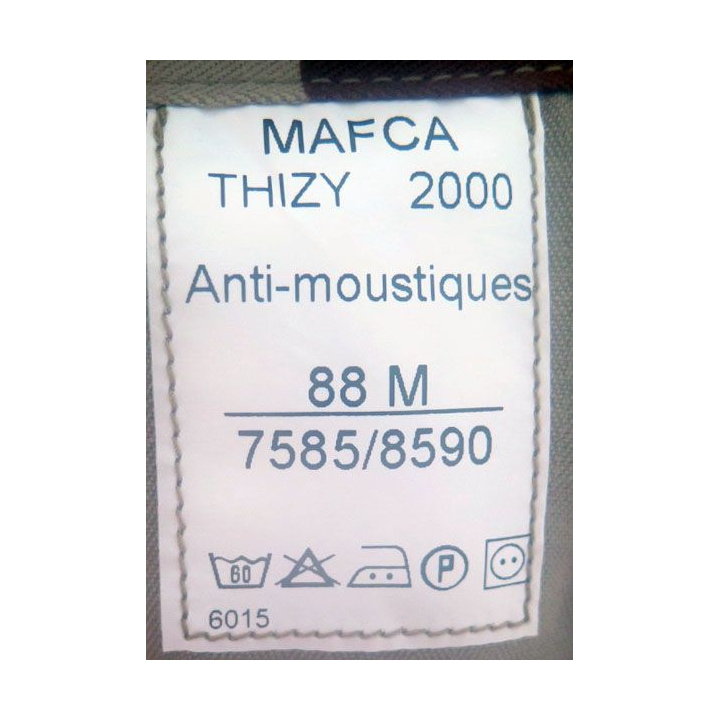 MAFCA
THIZY 2000
Anti-moustiques
88 M
7585/8590
60 P
6015